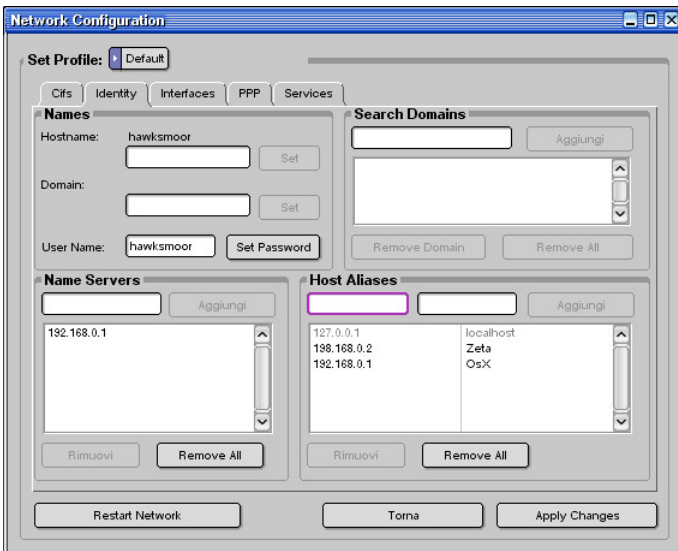 Network Configuration
Set Profile: Default
Cifs Identity Interfaces PPP Services
Names
Hostname: hawksmoor
Set
Domain:
Set
User Name: hawksmoor Set Password
Search Domains
Aggiungi
Remove Domain Remove All
Name Servers
Aggiungi
192.168.0.1
Rimuovi Remove All
Host Aliases
Aggiungi
127.0.0.1 localhost
198.168.0.2 Zeta
192.168.0.1 OsX
Rimuovi Remove All
Restart Network Torna Apply Changes